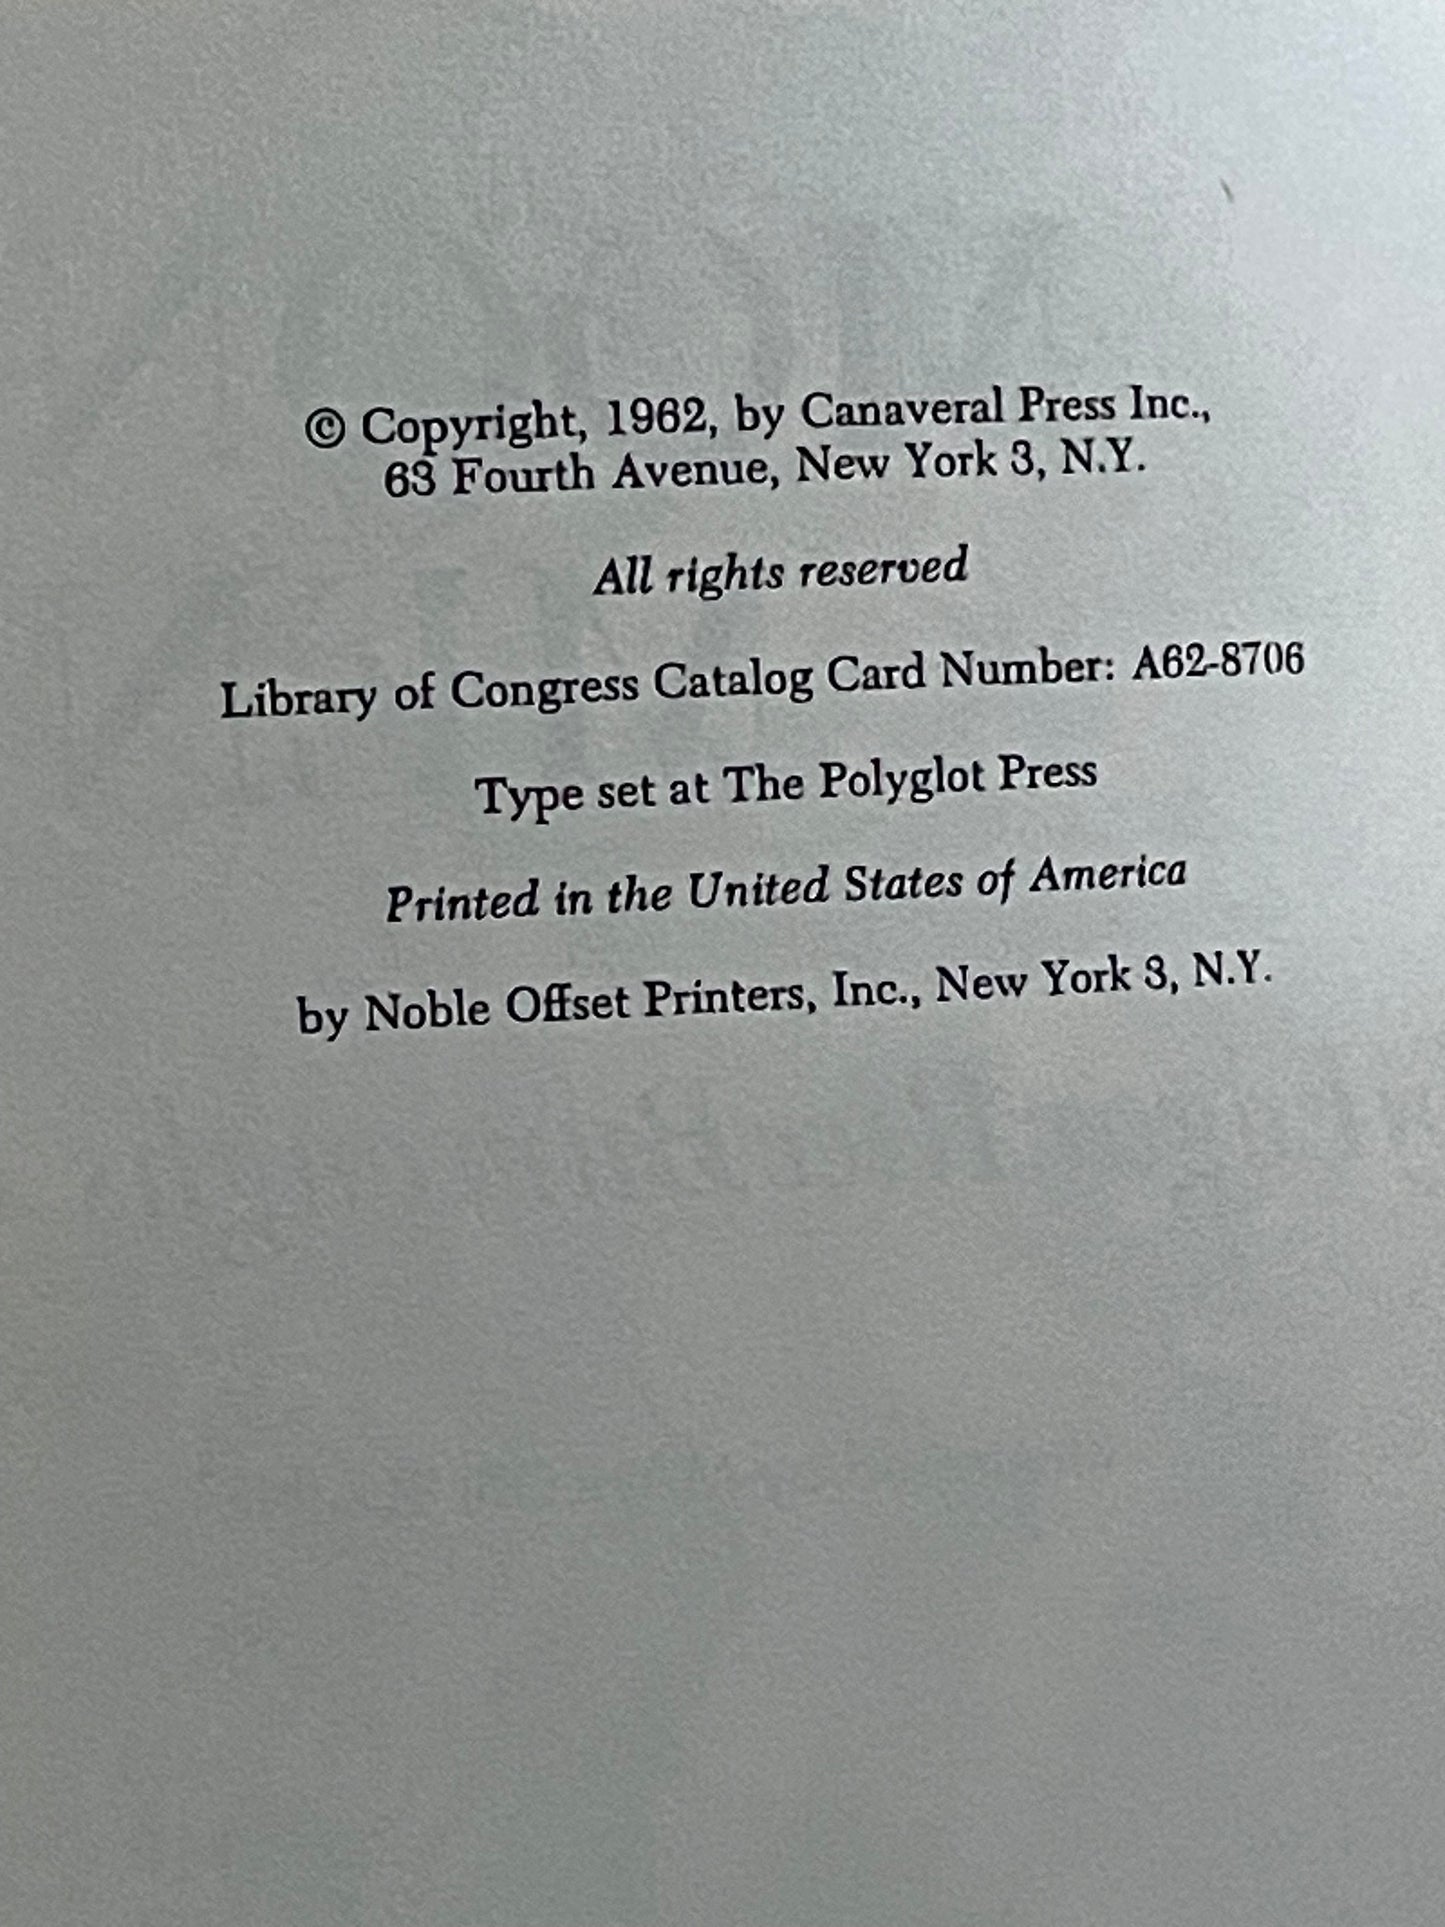 © Copyright, 1962, by Canaveral Press Inc.,
63 Fourth Avenue, New York 3, N.Y.
All rights reserved
Library of Congress Catalog Card Number: A62-8706
Type set at The Polyglot Press
Printed in the United States of America
by Noble Offset Printers, Inc., New York 3, N.Y.